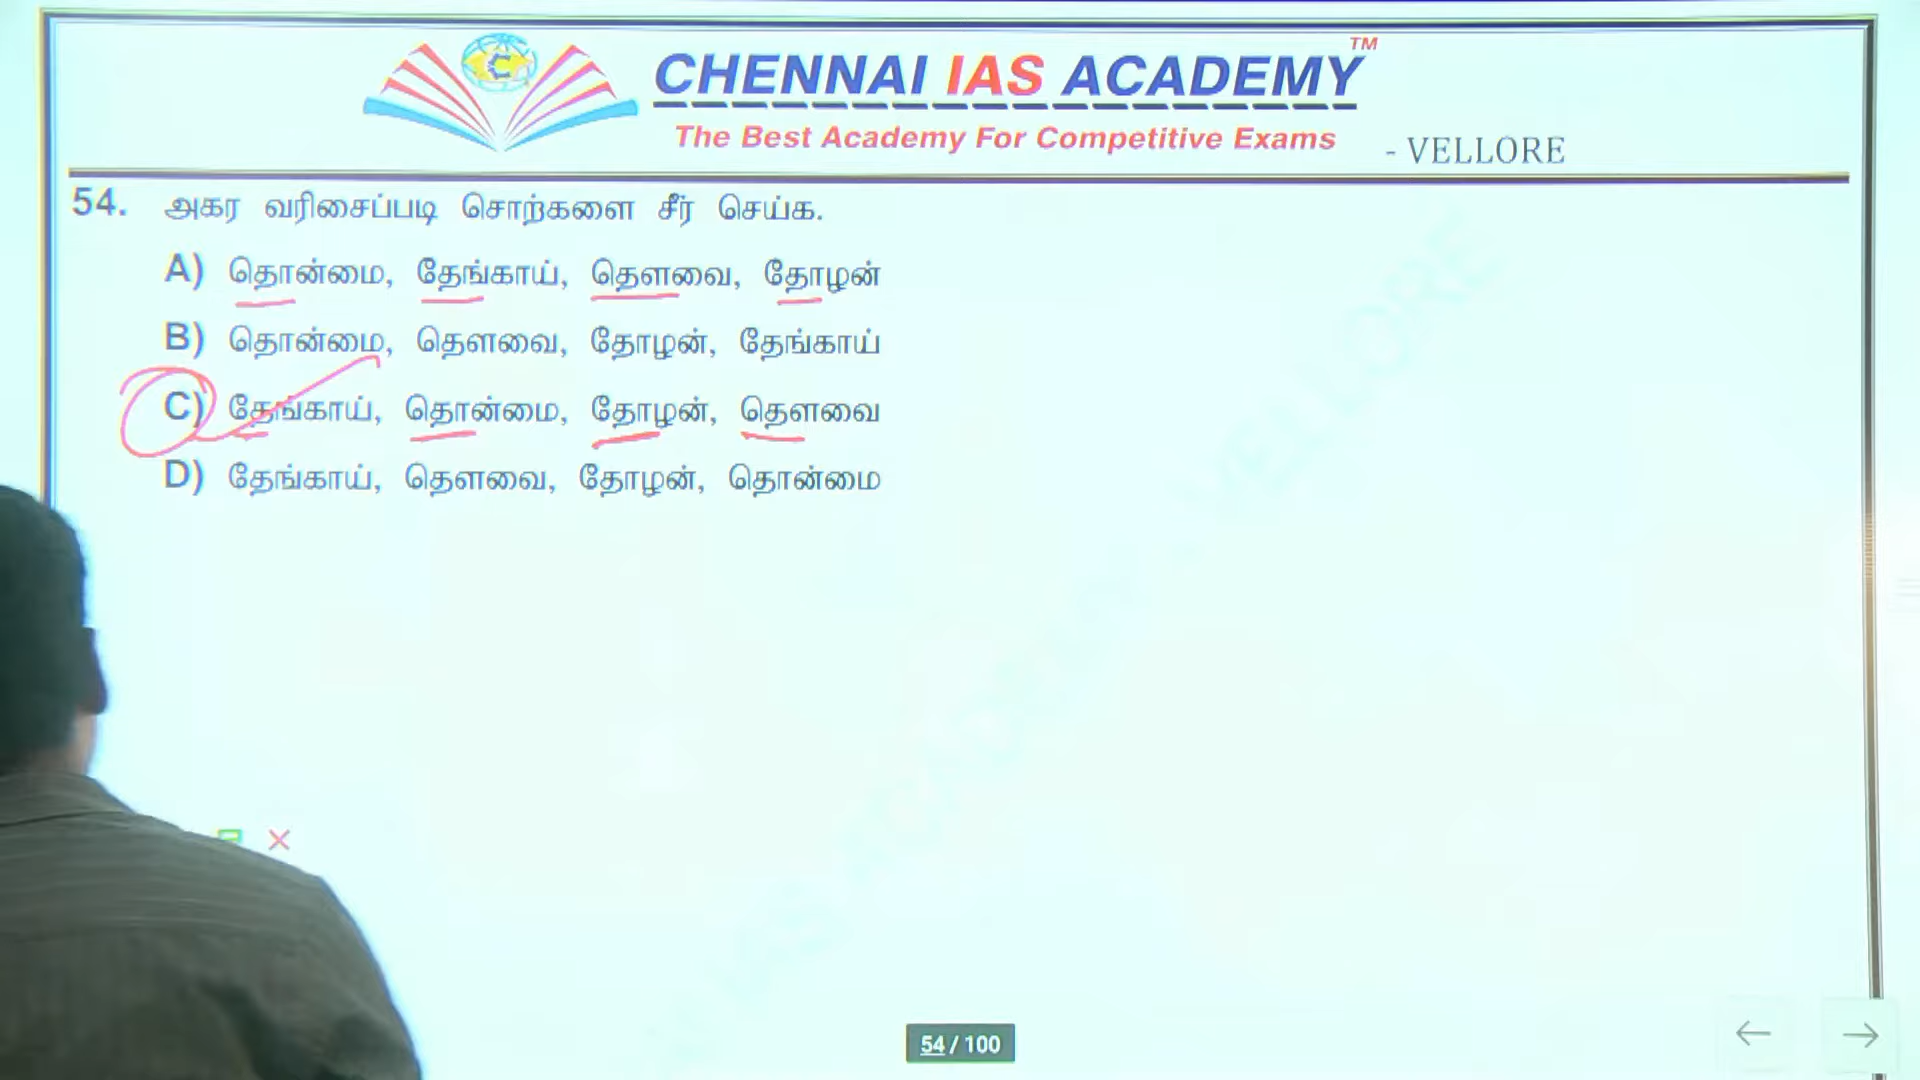 CHENNAI IAS ACADEMY TM
The Best Academy For Competitive Exams
- VELLORE
54. அகர வரிசைப்படி சொற்களை சீர் செய்க.
A) தொன்மை, தேங்காய், தௌவை, தோழன்
B) தொன்மை, தௌவை, தோழன், தேங்காய்
C) தேங்காய், தொன்மை, தோழன், தௌவை
D) தேங்காய், தௌவை, தோழன், தொன்மை
54 / 100